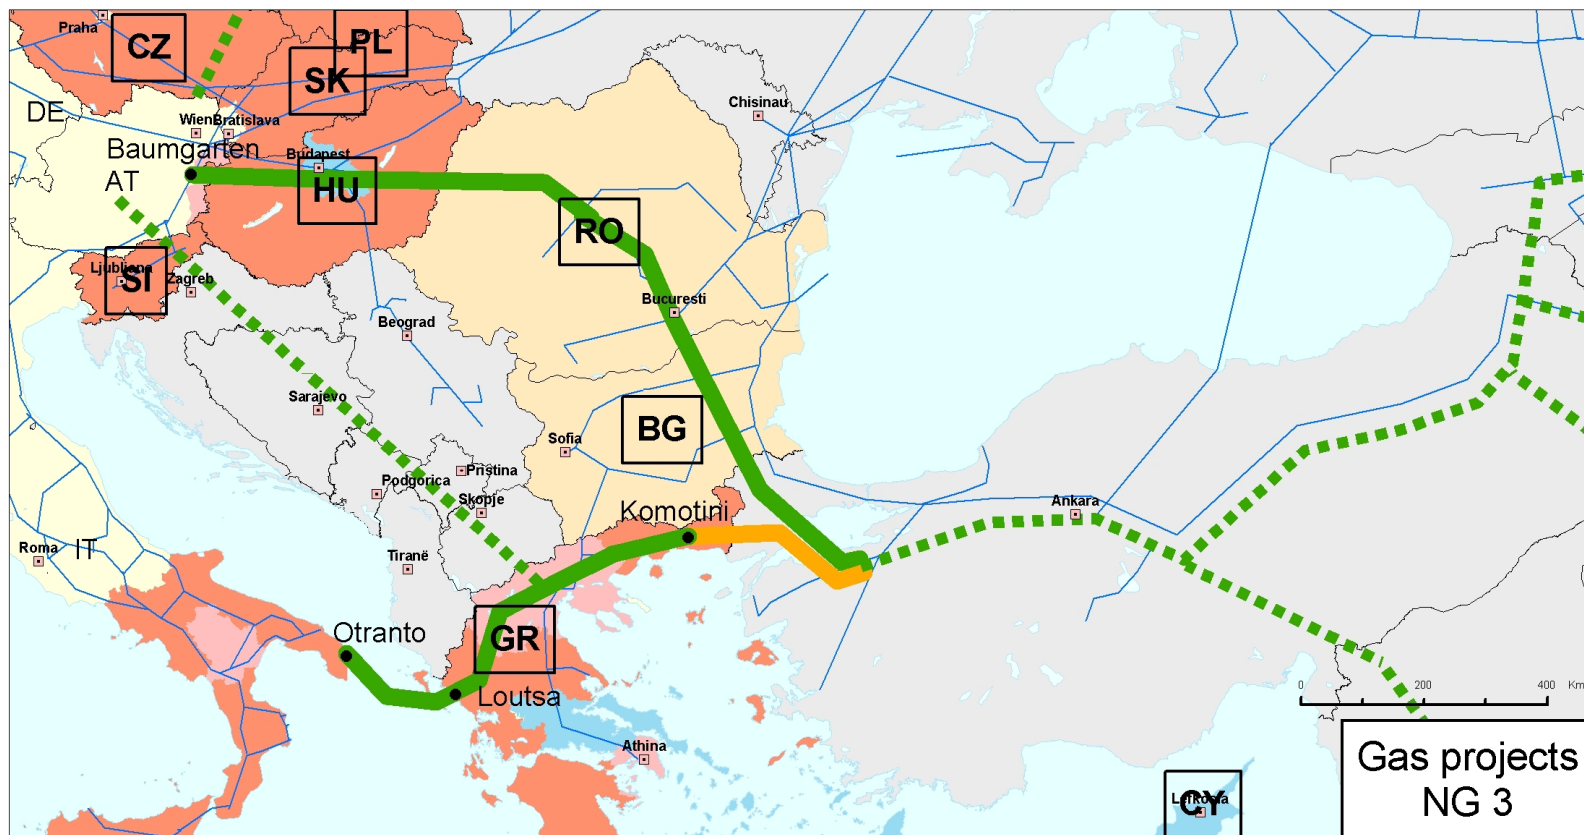 Praha
CZ
PL
SK
DE
Wien
Bratislava
Chisinau
Baumgarten
Budapest
AT
HU
RO
Ljubljana
SI
Zagreb
Bucuresti
Beograd
Sarajevo
BG
Sofia
Pristina
Podgorica
Skopje
Komotini
Ankara
Roma
IT
Tiranë
Otranto
GR
Loutsa
0
200
400
Km
Athina
Gas projects
NG 3
Lefkosia
CY